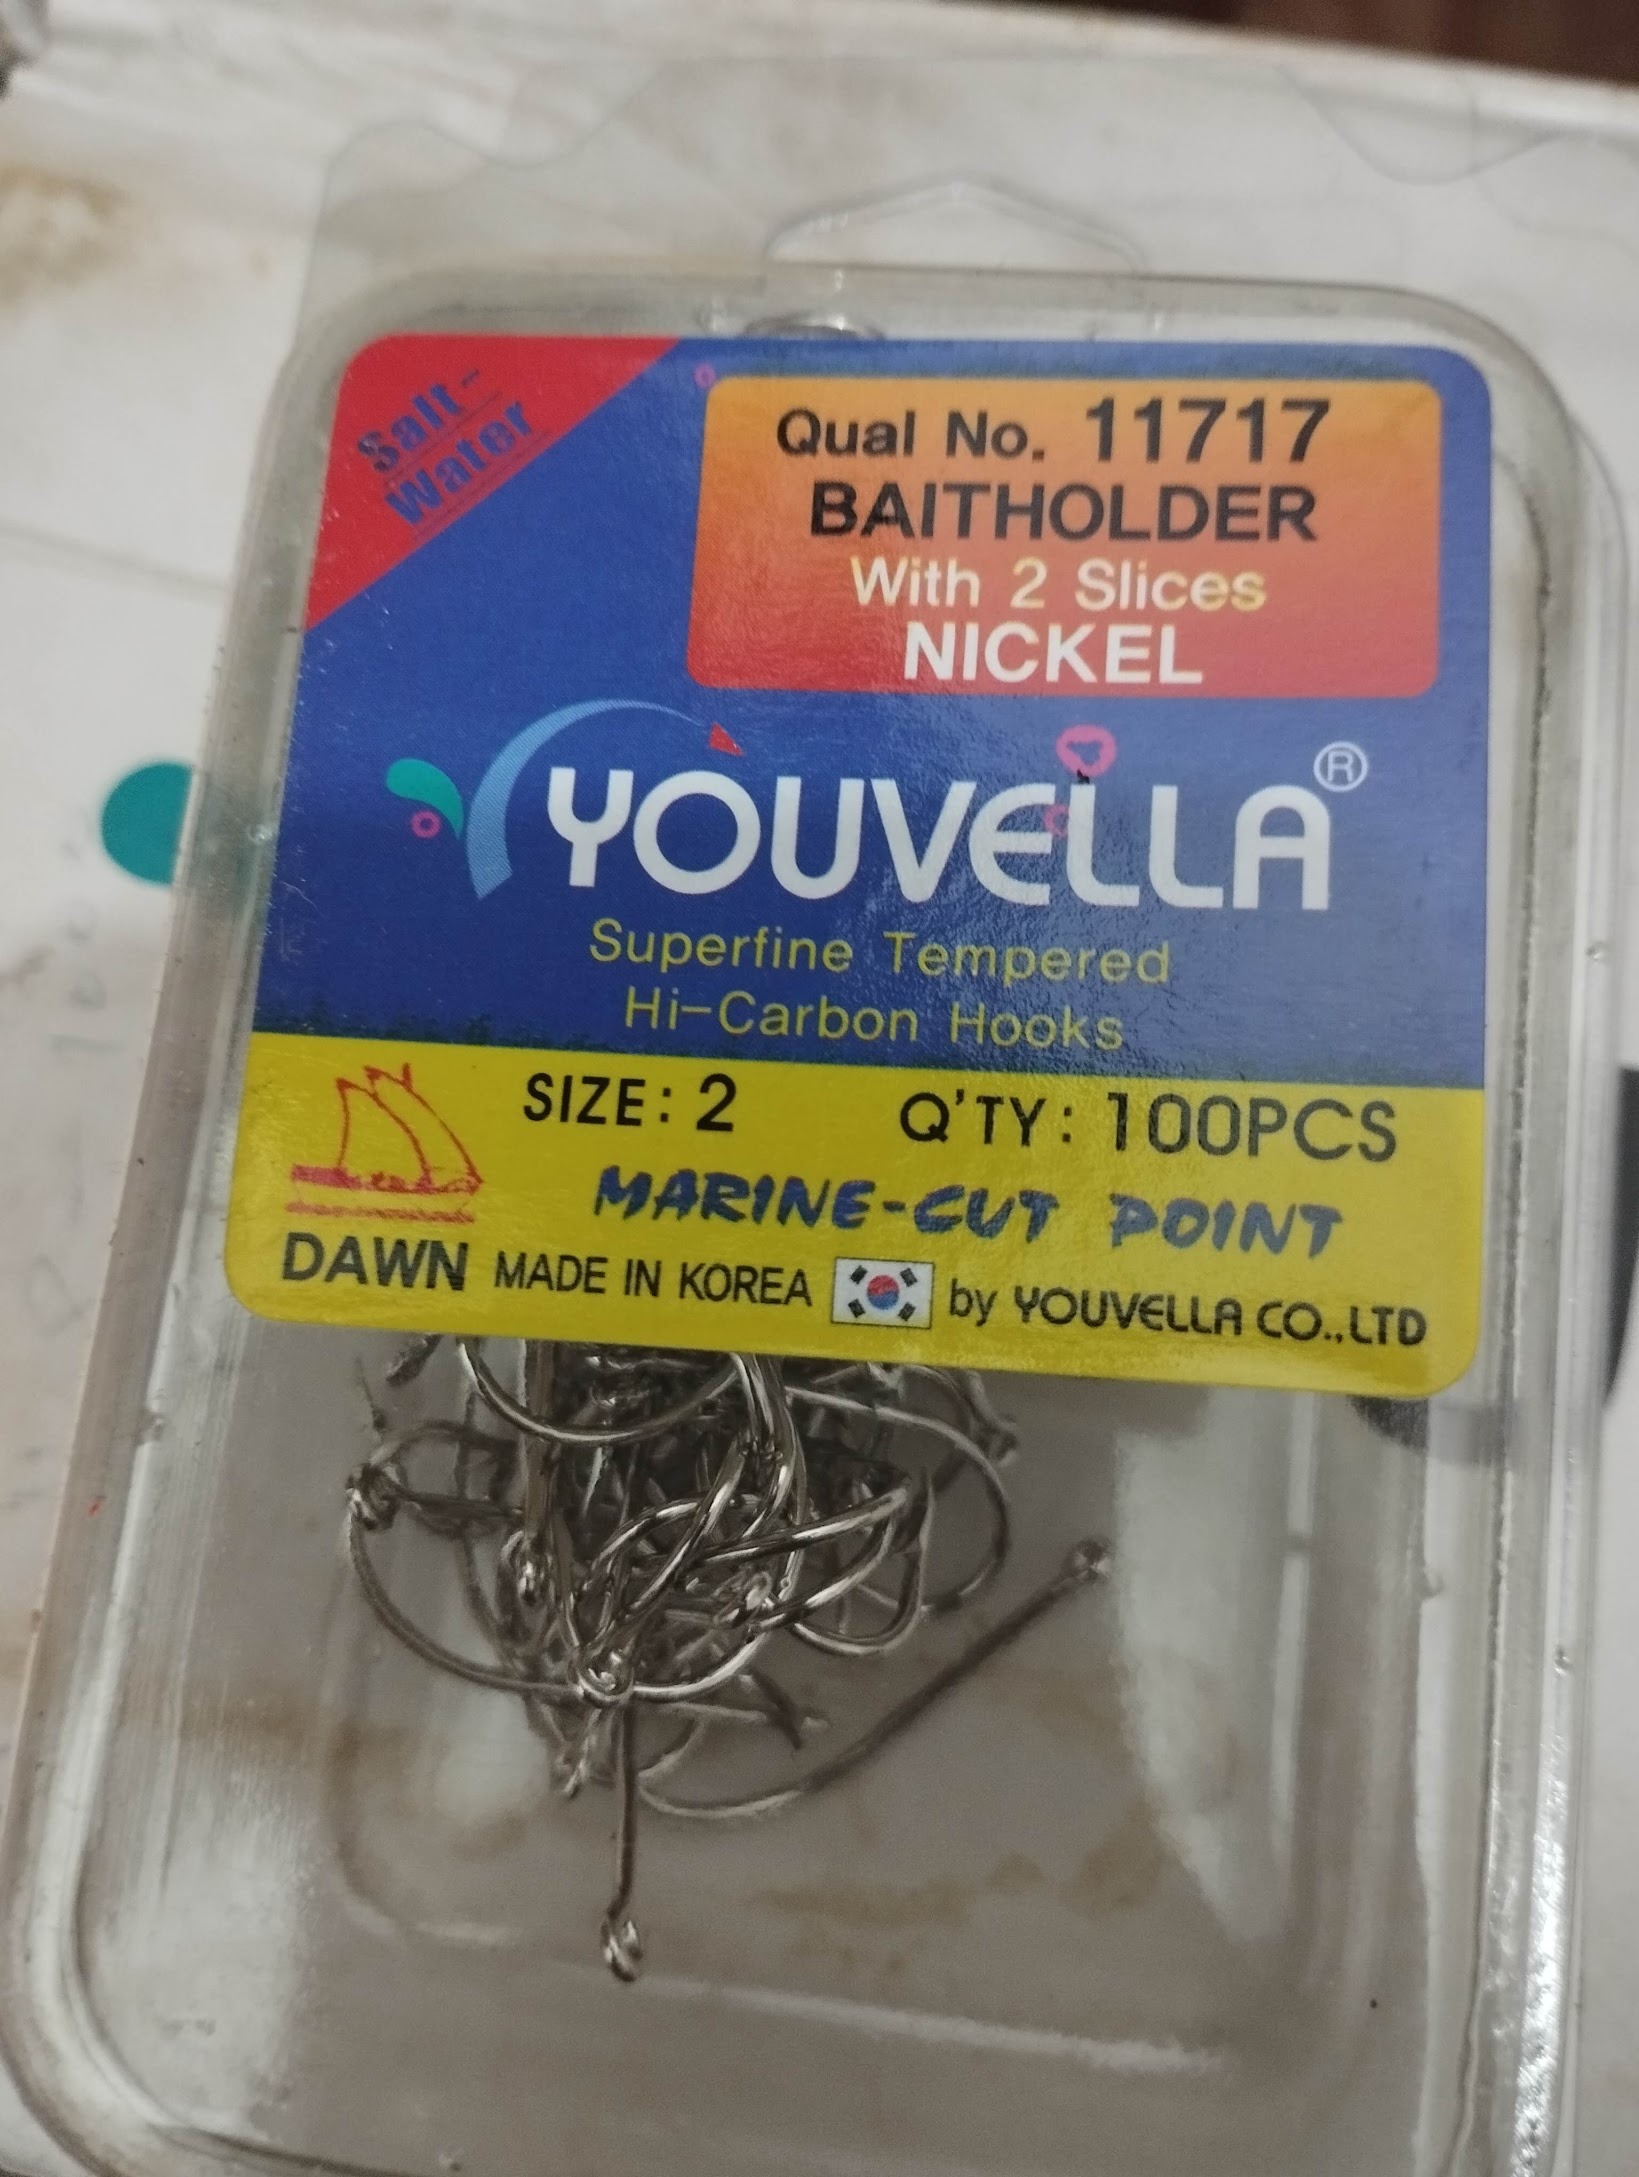 Salt-
Water
Qual No. 11717
BAITHOLDER
With 2 Slices
NICKEL
YOUVELLA®
Superfine Tempered
Hi-Carbon Hooks
SIZE: 2 Q'TY: 100PCS
MARINE-CUT POINT
DAWN MADE IN KOREA by YOUVELLA CO.,LTD